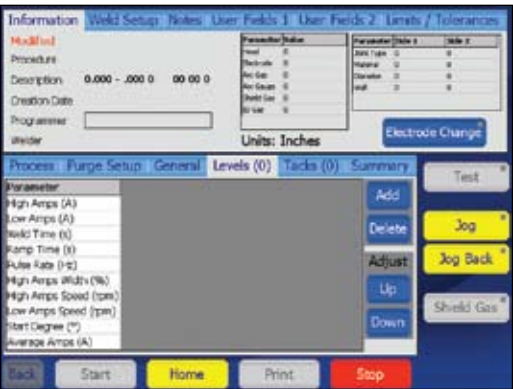 Information Weld Setup Notes User Fields 1 User Fields 2 Limits / Tolerances
Modified
Procedure
Description 0.000 - .000 0 00 00 0
Creation Date
Programmer
Welder
Parameter Value
Head 0
Electrode 0
Arc Gas 0
Arc Gauge 0
Shield Gas 0
ID Gas 0
Parameter Side 1 Side 2
Joint Type 0 0
Material 0 0
Diameter 0 0
Wall 0 0
Units: Inches
Electrode Change
Process Purge Setup General Levels (0) Tacks (0) Summary
Parameter
High Amps (A)
Low Amps (A)
Weld Time (s)
Ramp Time (s)
Pulse Rate (Hz)
High Amps Width (%)
High Amps Speed (rpm)
Low Amps Speed (rpm)
Start Degree (°)
Average Amps (A)
Add
Delete
Adjust
Up
Down
Test
Jog
Jog Back
Shield Gas
Back Start Home Print Stop